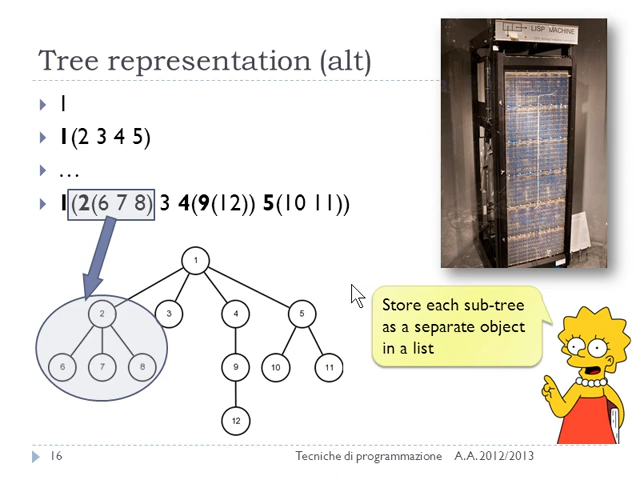 Tree representation (alt)
1
1(2 3 4 5)
…
1(2(6 7 8) 3 4(9(12)) 5(10 11))
LISP MACHINE
1
2
3
4
5
6
7
8
9
10
11
12
Store each sub-tree
as a separate object
in a list
16
Tecniche di programmazione A.A. 2012/2013